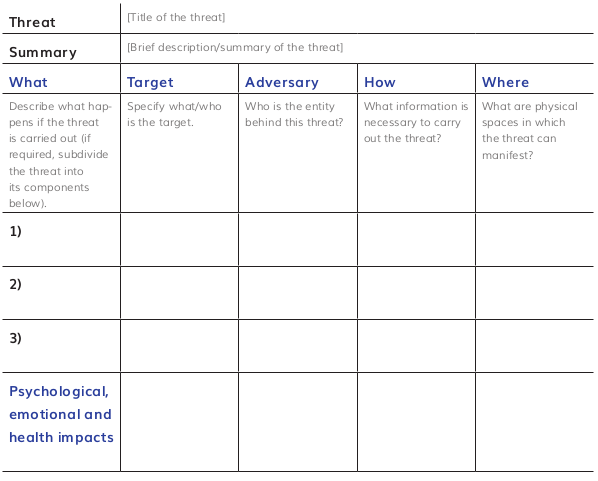 Threat
[Title of the threat]
Summary
[Brief description/summary of the threat]
What
Target
Adversary
How
Where
Describe what hap-
pens if the threat
is carried out (if
required, subdivide
the threat into
its components
below).
Specify what/who
is the target.
Who is the entity
behind this threat?
What information is
necessary to carry
out the threat?
What are physical
spaces in which
the threat can
manifest?
1)
2)
3)
Psychological,
emotional and
health impacts